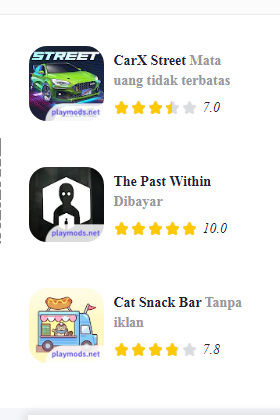 STREET
playmods.net
CarX Street Mata
uang tidak terbatas
7.0
playmods.net
The Past Within
Dibayar
10.0
playmods.net
Cat Snack Bar Tanpa
iklan
7.8